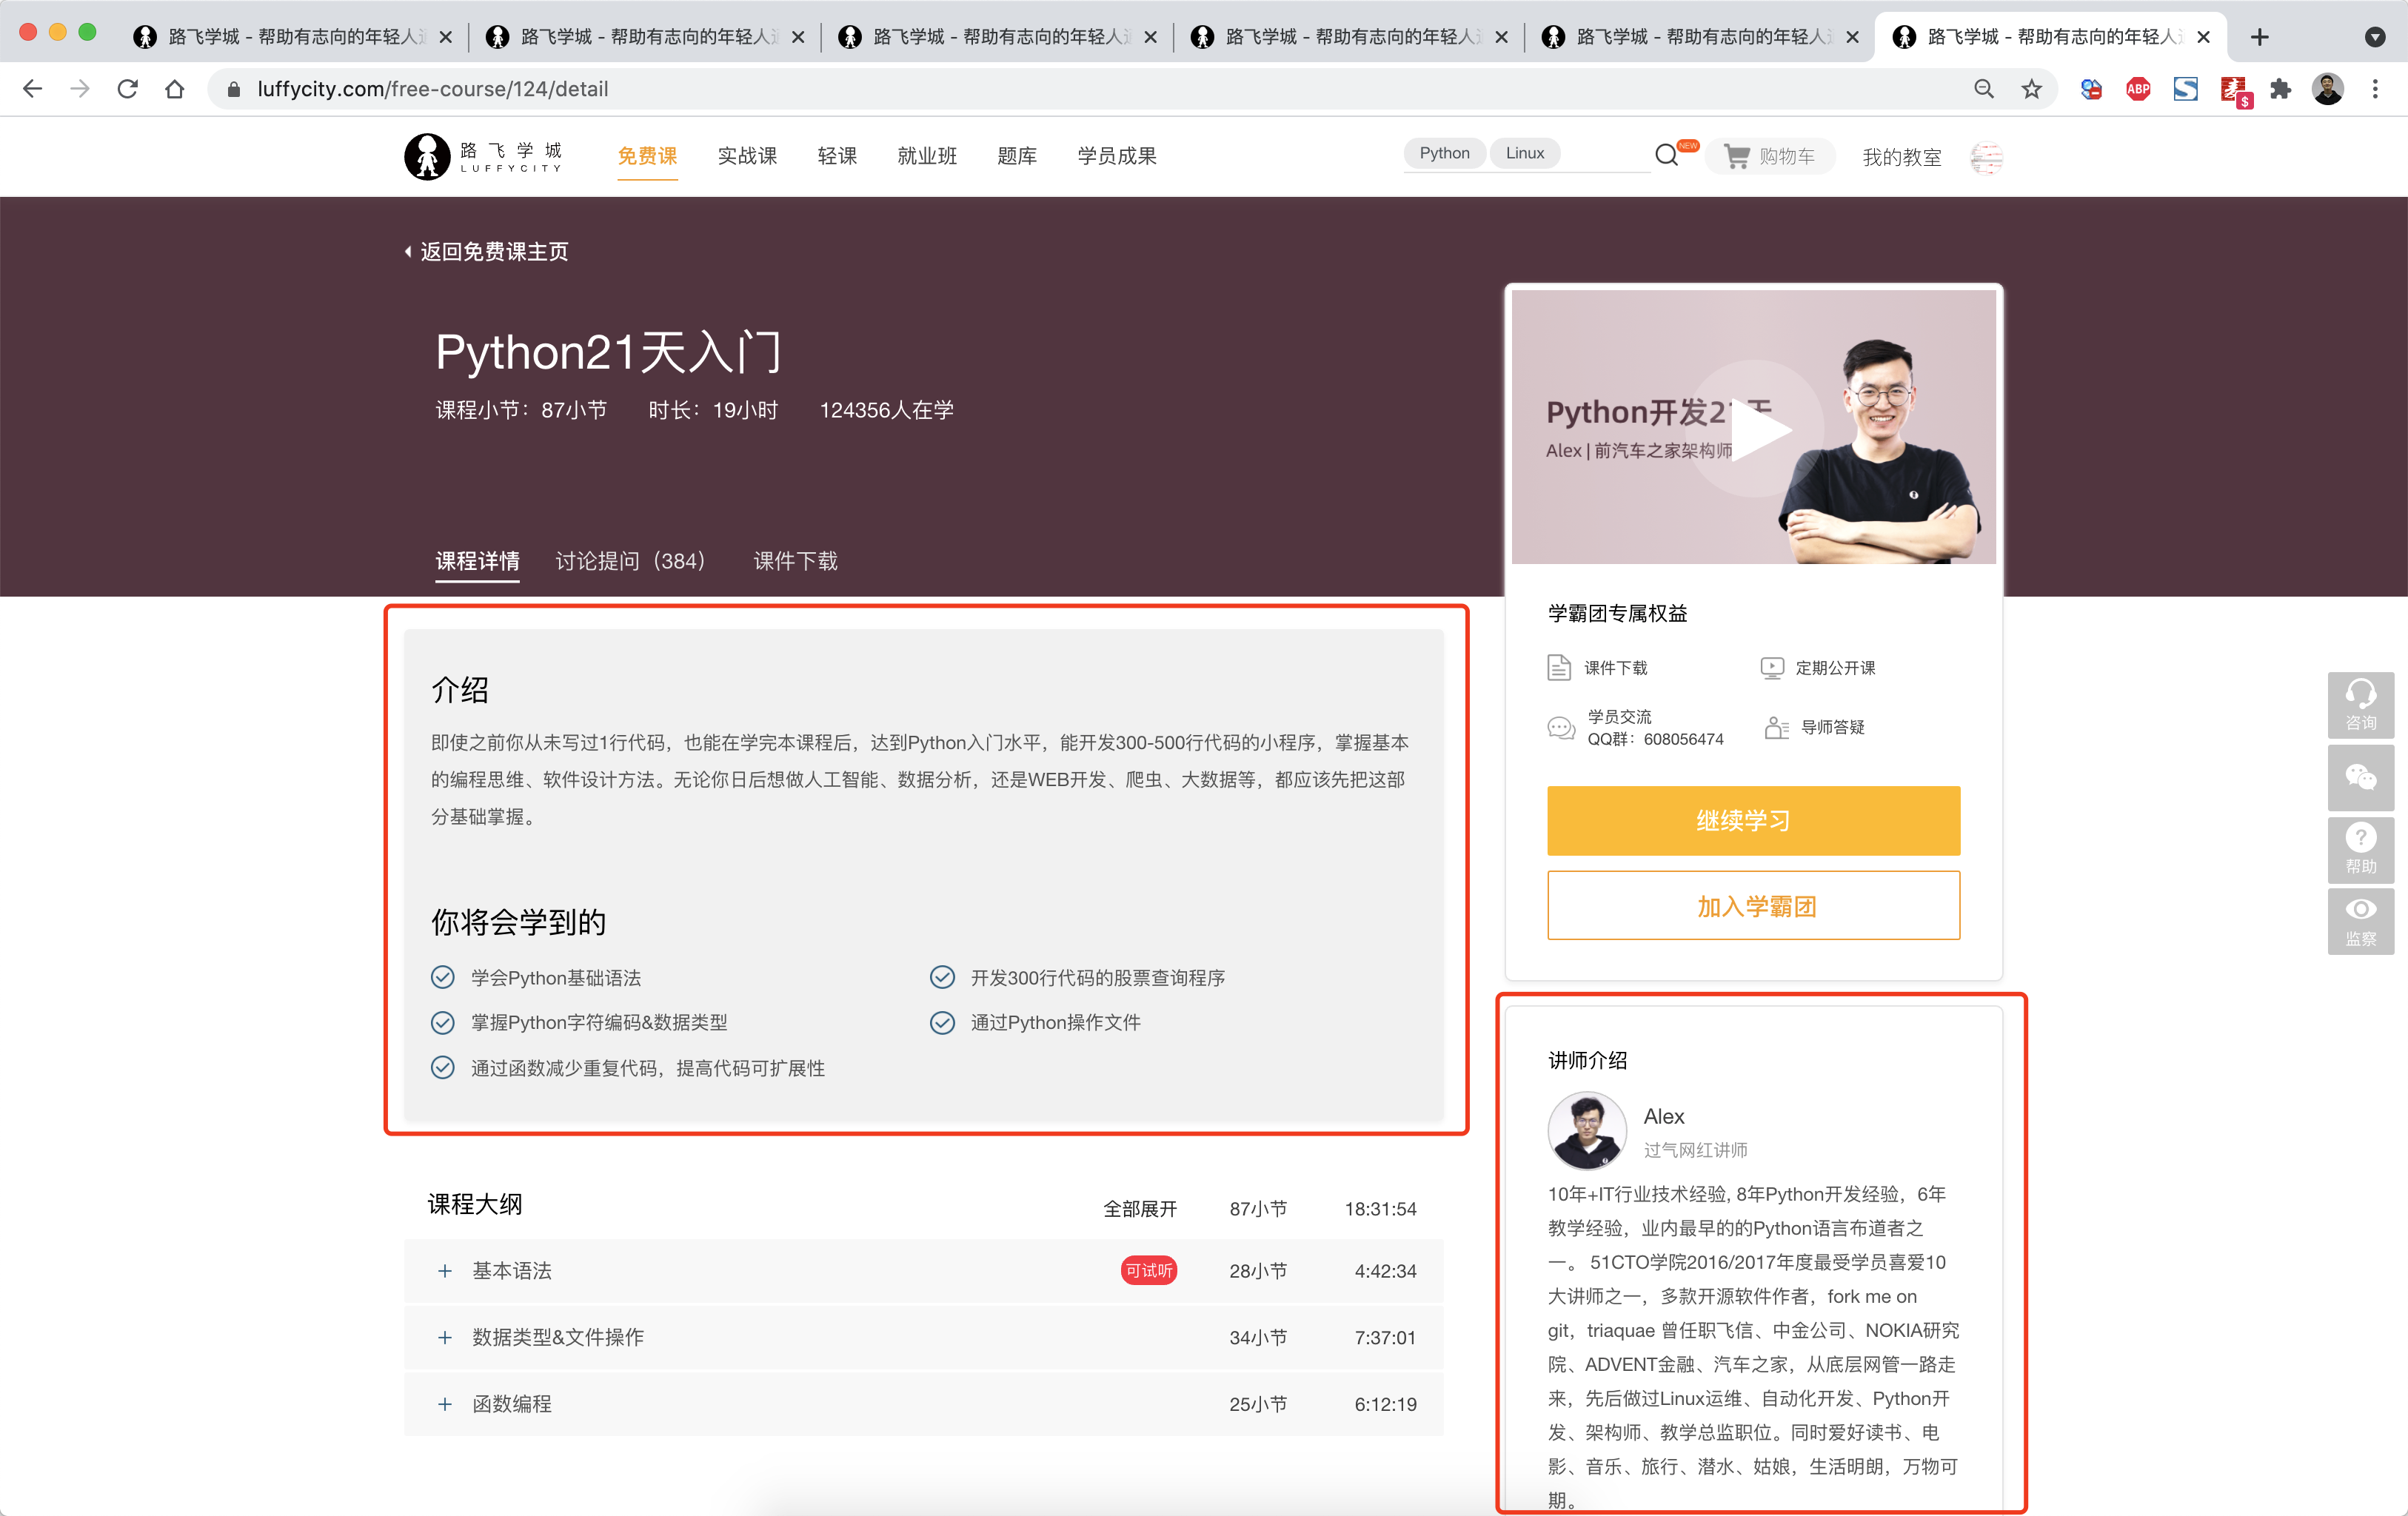 路飞学城 - 帮助有志向的年轻人
路飞学城 - 帮助有志向的年轻人
路飞学城 - 帮助有志向的年轻人
路飞学城 - 帮助有志向的年轻人
路飞学城 - 帮助有志向的年轻人
路飞学城 - 帮助有志向的年轻人
luffycity.com/free-course/124/detail
ABP
$
路飞学城
LUFFYCITY
免费课
实战课
轻课
就业班
题库
学员成果
Python
Linux
NEW
购物车
我的教室
返回免费课主页
Python21天入门
课程小节：87小节
时长：19小时
124356人在学
Python开发21天
Alex | 前汽车之家架构师
课程详情
讨论提问（384）
课件下载
介绍
即使之前你从未写过1行代码，也能在学完本课程后，达到Python入门水平，能开发300-500行代码的小程序，掌握基本
的编程思维、软件设计方法。无论你日后想做人工智能、数据分析，还是WEB开发、爬虫、大数据等，都应该先把这部
分基础掌握。
你将会学到的
学会Python基础语法
开发300行代码的股票查询程序
掌握Python字符编码&数据类型
通过Python操作文件
通过函数减少重复代码，提高代码可扩展性
学霸团专属权益
课件下载
定期公开课
学员交流
QQ群：608056474
导师答疑
继续学习
加入学霸团
咨询
帮助
监察
课程大纲
全部展开
87小节
18:31:54
基本语法
可试听
28小节
4:42:34
数据类型&文件操作
34小节
7:37:01
函数编程
25小节
6:12:19
讲师介绍
Alex
过气网红讲师
10年+IT行业技术经验, 8年Python开发经验，6年
教学经验，业内最早的的Python语言布道者之
一。 51CTO学院2016/2017年度最受学员喜爱10
大讲师之一，多款开源软件作者，fork me on
git，triaquae 曾任职飞信、中金公司、NOKIA研究
院、ADVENT金融、汽车之家，从底层网管一路走
来，先后做过Linux运维、自动化开发、Python开
发、架构师、教学总监职位。同时爱好读书、电
影、音乐、旅行、潜水、姑娘，生活明朗，万物可
期。